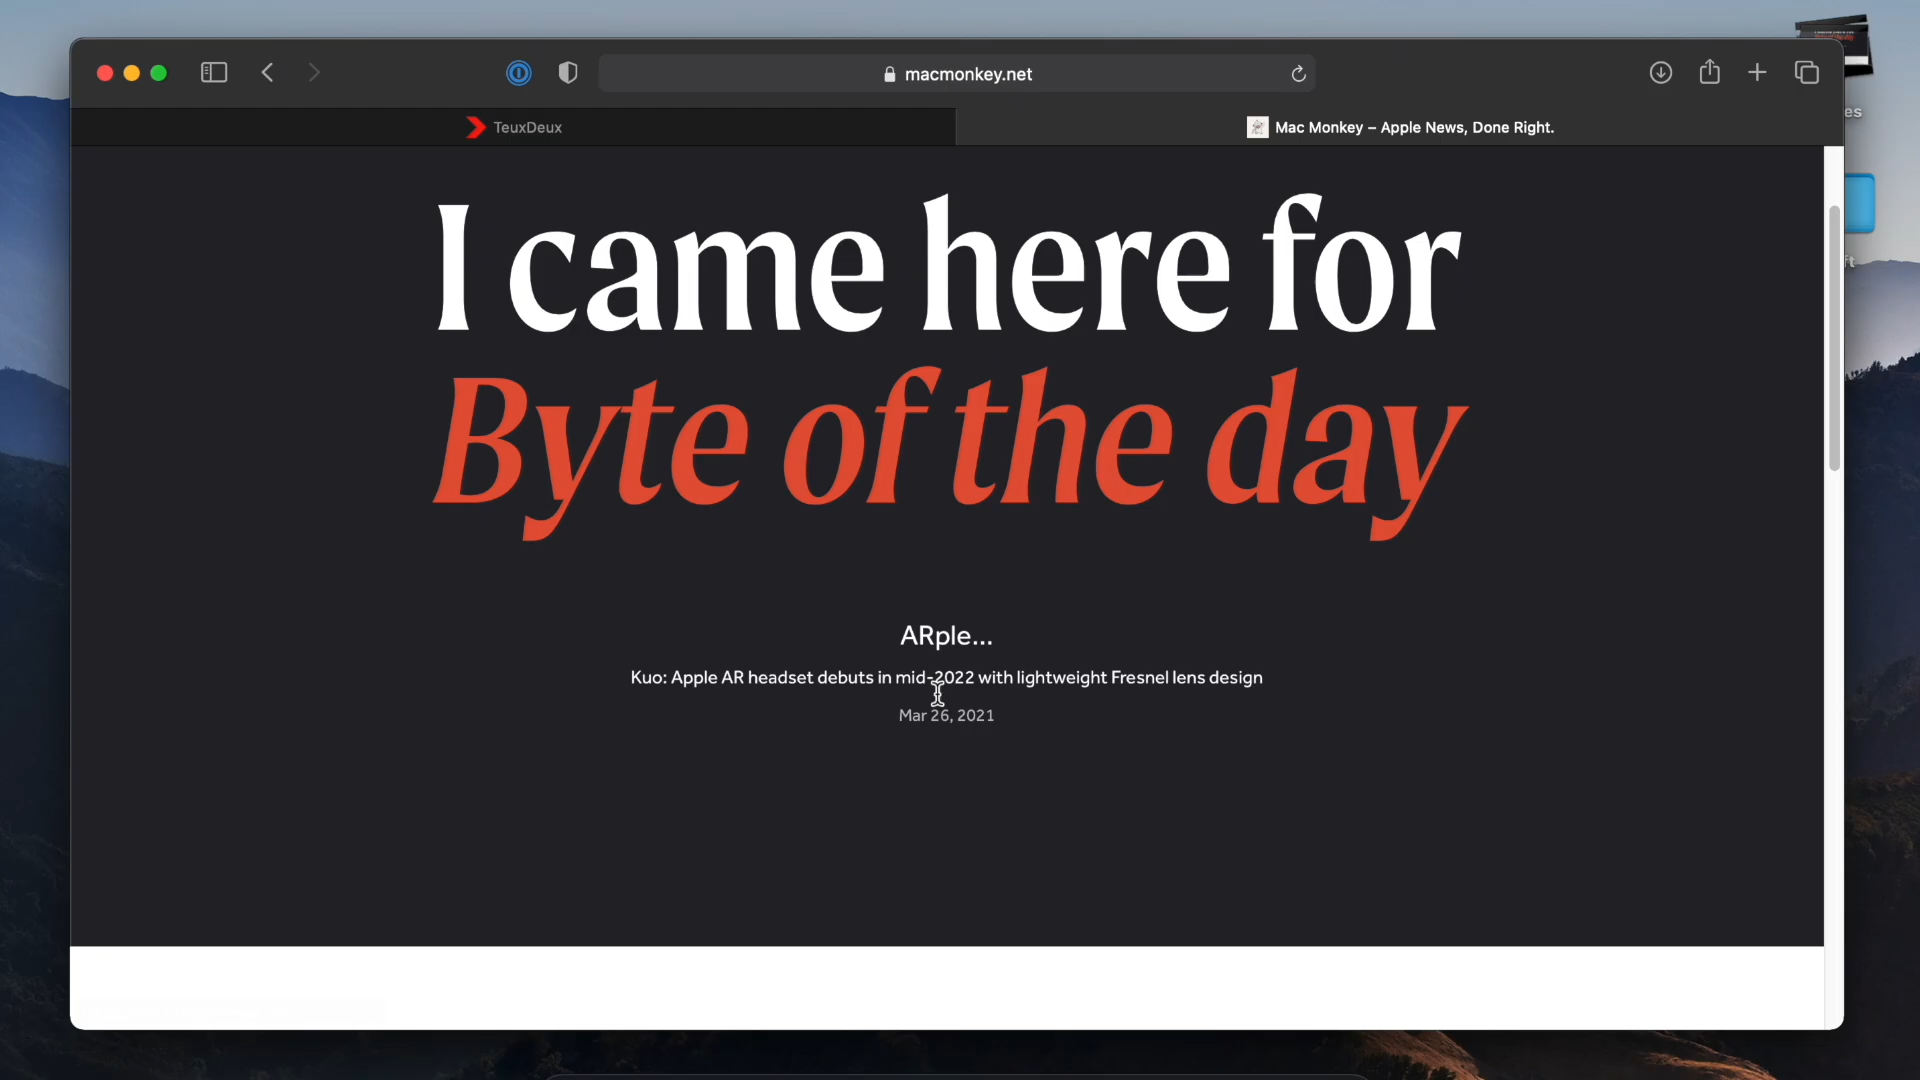 macmonkey.net
TeuxDeux
Mac Monkey – Apple News, Done Right.
I came here for
Byte of the day
ARple...
Kuo: Apple AR headset debuts in mid-2022 with lightweight Fresnel lens design
Mar 26, 2021